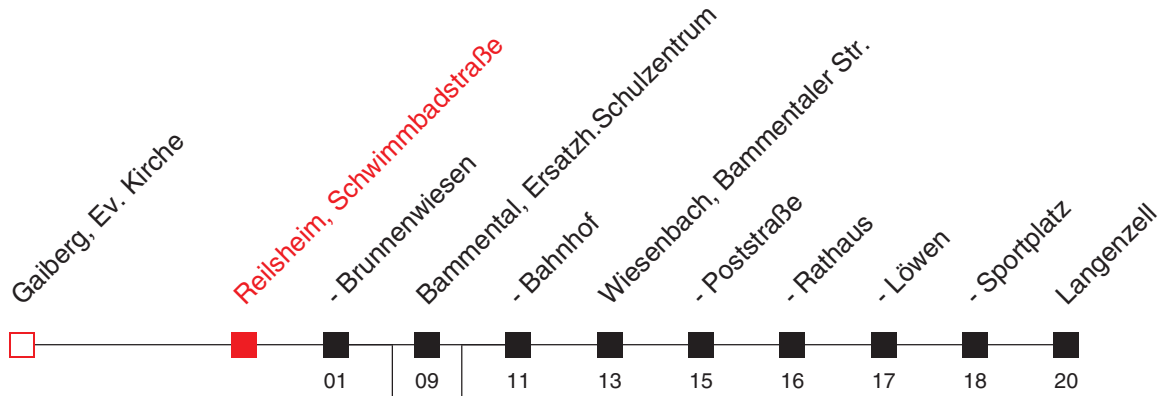 Gaiberg, Ev. Kirche
Reilsheim, Schwimmbadstraße
- Brunnenwiesen
Bammental, Ersatzh.Schulzentrum
- Bahnhof
Wiesenbach, Bammentaler Str.
- Poststraße
- Rathaus
- Löwen
- Sportplatz
Langenzell
01
09
11
13
15
16
17
18
20